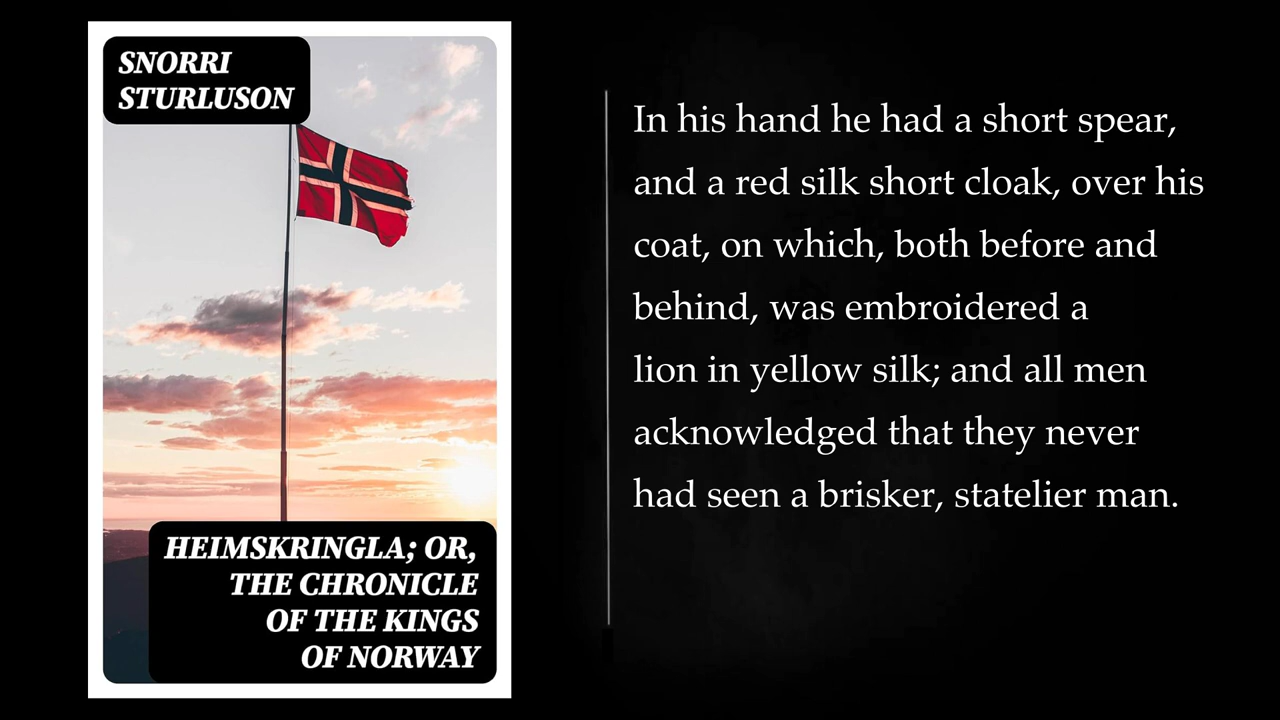 SNORRI
STURLUSON
HEIMSKRINGLA; OR,
THE CHRONICLE
OF THE KINGS
OF NORWAY
In his hand he had a short spear,
and a red silk short cloak, over his
coat, on which, both before and
behind, was embroidered a
lion in yellow silk; and all men
acknowledged that they never
had seen a brisker, statelier man.